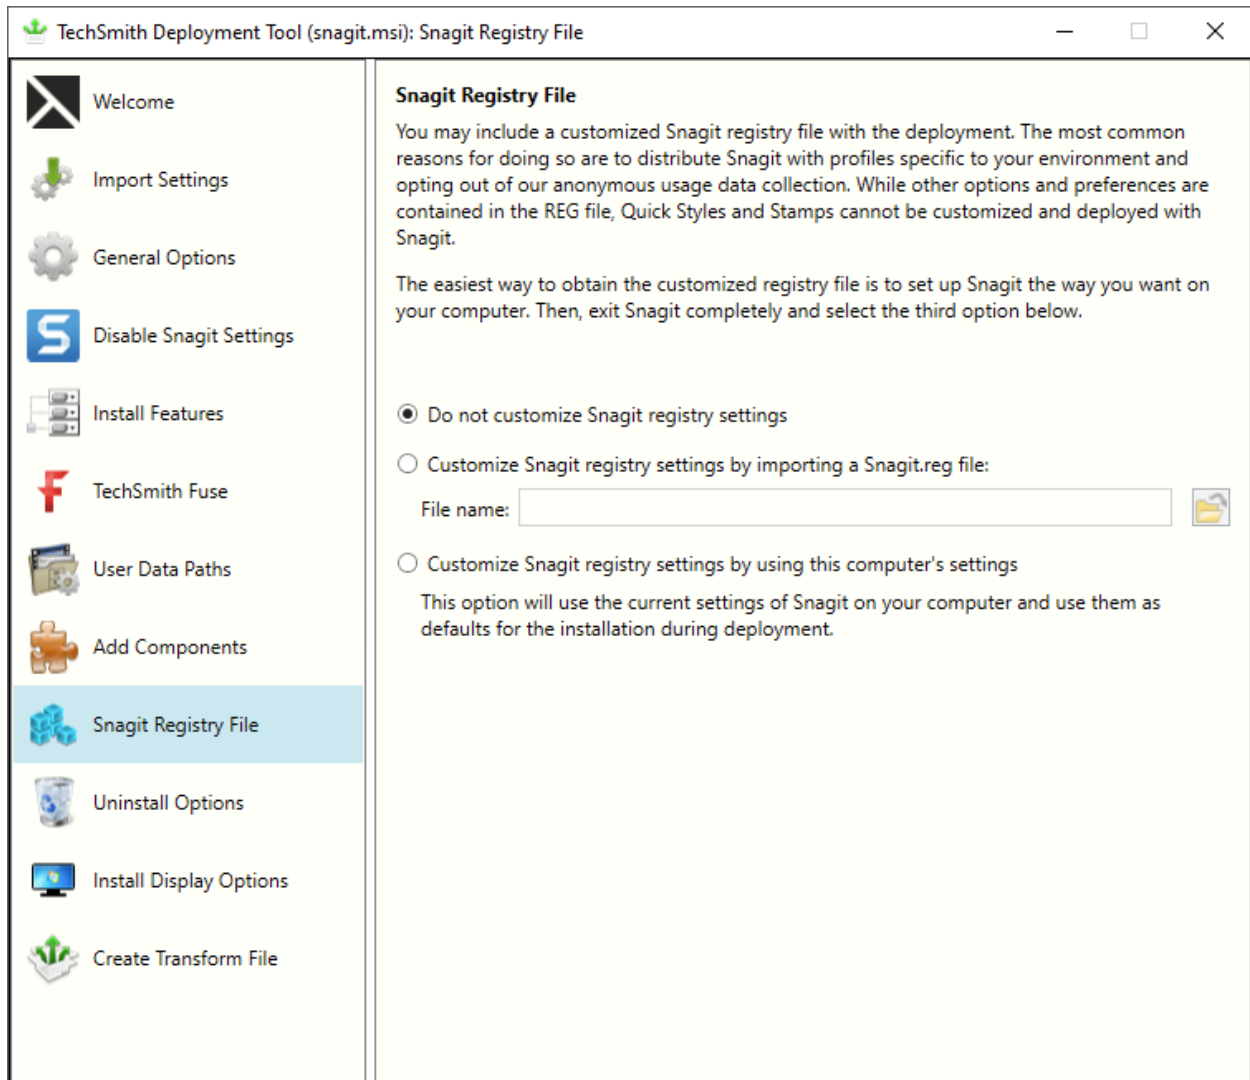 TechSmith Deployment Tool (snagit.msi): Snagit Registry File
Welcome
Import Settings
General Options
Disable Snagit Settings
Install Features
TechSmith Fuse
User Data Paths
Add Components
Snagit Registry File
Uninstall Options
Install Display Options
Create Transform File
Snagit Registry File
You may include a customized Snagit registry file with the deployment. The most common
reasons for doing so are to distribute Snagit with profiles specific to your environment and
opting out of our anonymous usage data collection. While other options and preferences are
contained in the REG file, Quick Styles and Stamps cannot be customized and deployed with
Snagit.
The easiest way to obtain the customized registry file is to set up Snagit the way you want on
your computer. Then, exit Snagit completely and select the third option below.
Do not customize Snagit registry settings
Customize Snagit registry settings by importing a Snagit.reg file:
File name:
Customize Snagit registry settings by using this computer's settings
This option will use the current settings of Snagit on your computer and use them as
defaults for the installation during deployment.